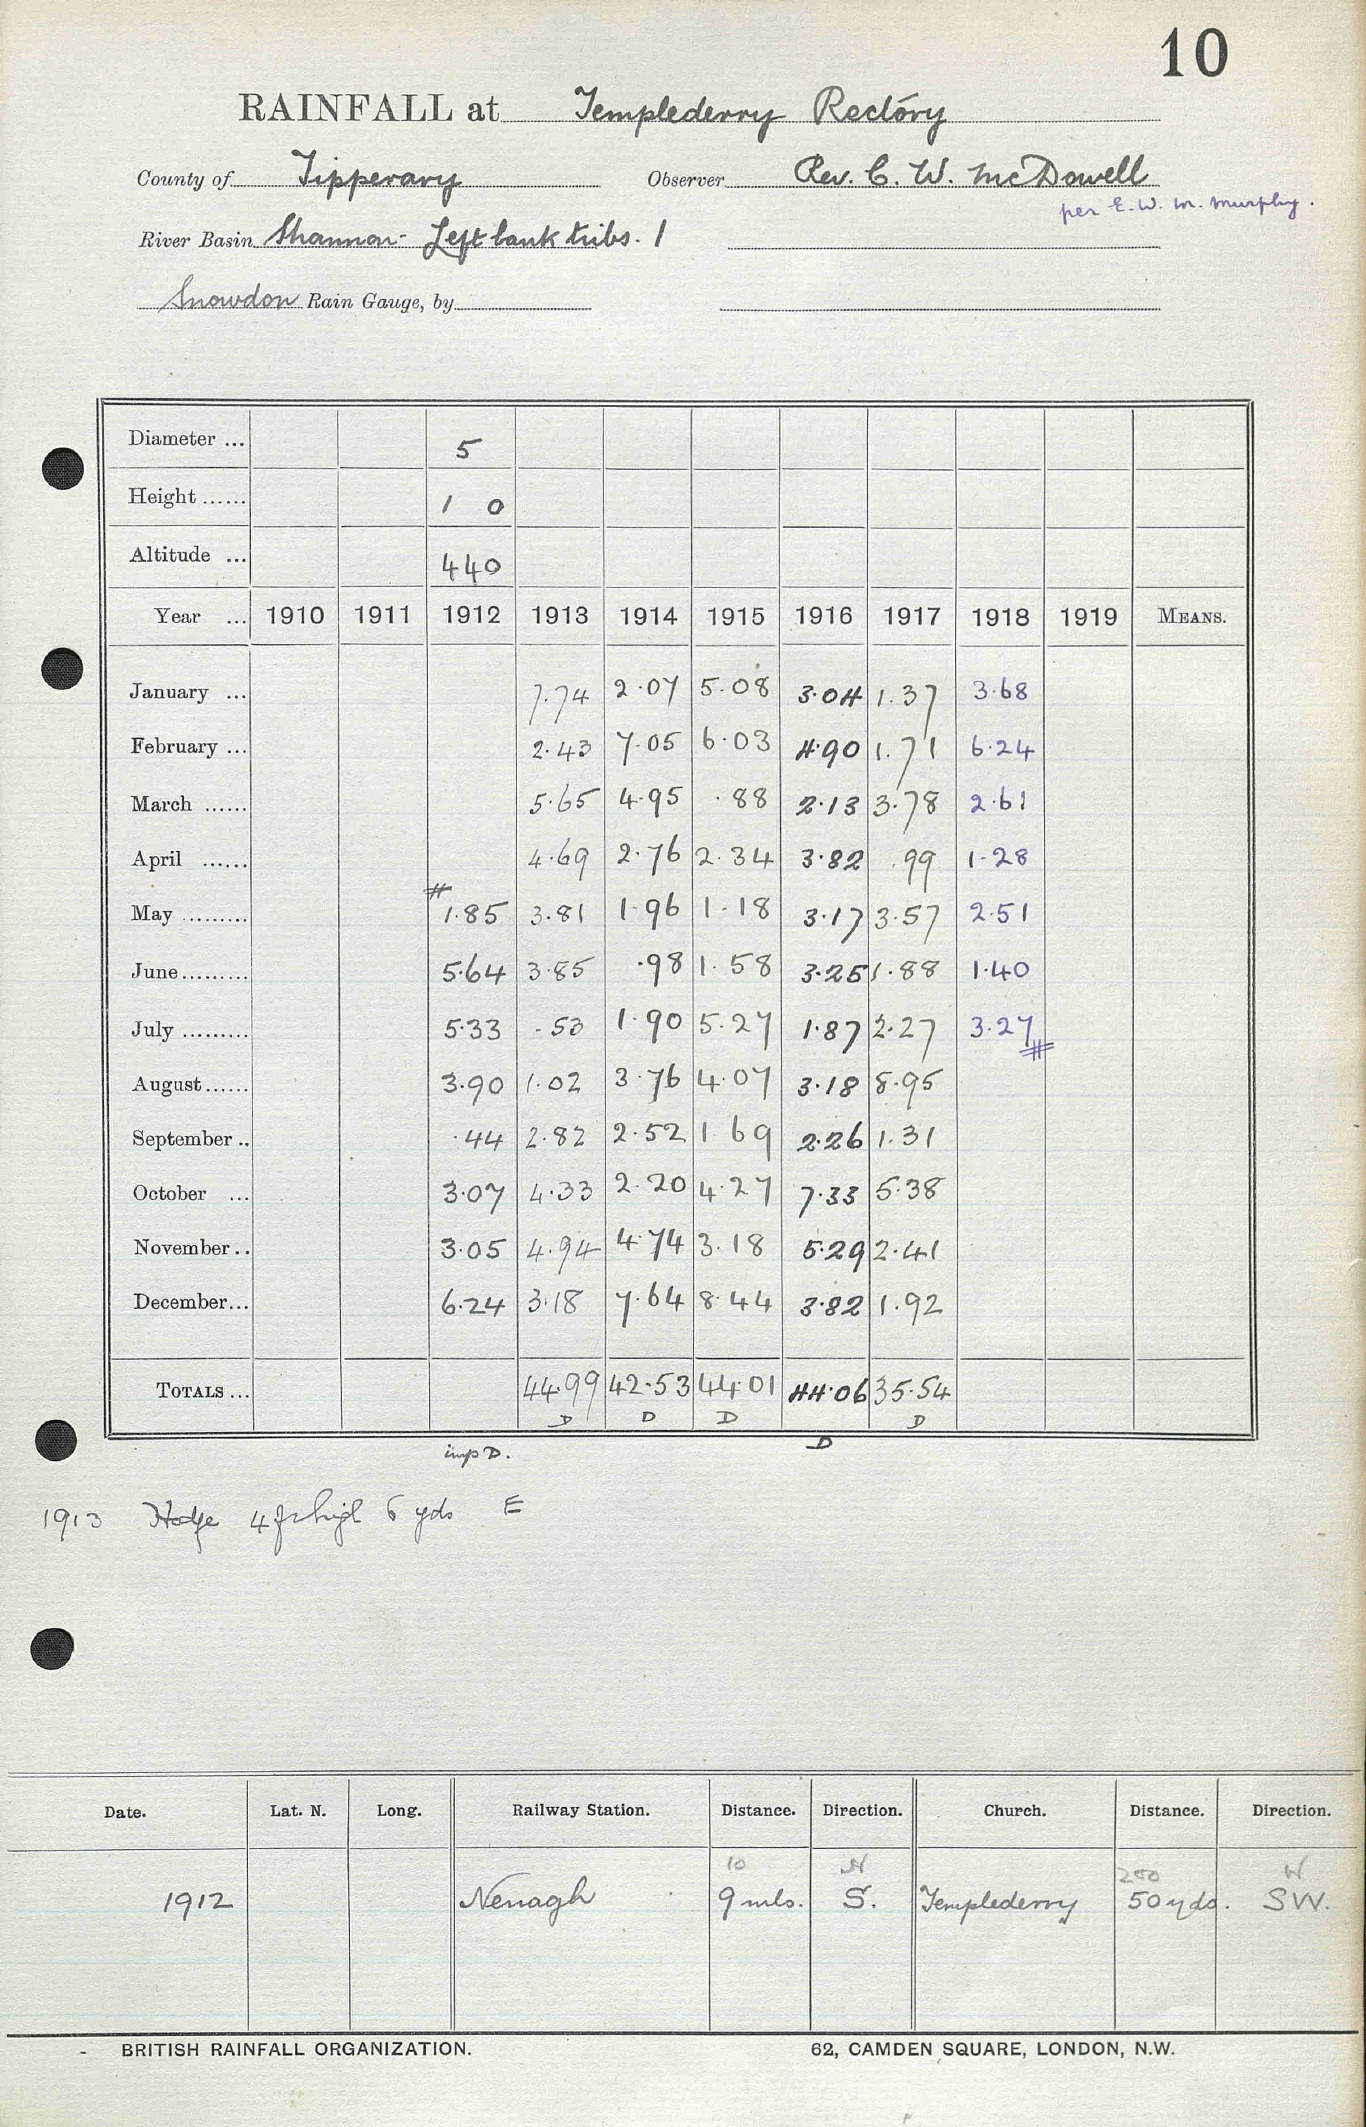 10
RAINFALL at Templederry Rectory
County of Tipperary Observer Rev. C. W. McDowell
per E. W. M. Murphy.
River Basin Shannon - Left bank tribs. 1
Snowdon Rain Gauge, by
Diameter ... 5
Height ...... 1 0
Altitude ... 440
Year ... 1910 1911 1912 1913 1914 1915 1916 1917 1918 1919 MEANS.
January ... 7.74 2.07 5.08 3.04 1.37 3.68
February ... 2.43 7.05 6.03 4.90 1.71 6.24
March ...... 5.65 4.95 .88 2.13 3.78 2.61
April ...... 4.69 2.76 2.34 3.82 .99 1.28
May ......... #1.85 3.81 1.96 1.18 3.17 3.57 2.51
June......... 5.64 3.85 .98 1.58 3.25 1.88 1.40
July ......... 5.33 .53 1.90 5.27 1.87 2.27 3.27#
August...... 3.90 1.02 3.76 4.07 3.18 8.95
September .. .44 2.82 2.52 1.69 2.26 1.31
October ... 3.07 4.33 2.20 4.27 7.33 5.38
November .. 3.05 4.94 4.74 3.18 5.29 2.41
December... 6.24 3.18 7.64 8.44 3.82 1.92
TOTALS ... 44.99 42.53 44.01 44.06 35.54
D D D D
imp D. D
1913 Hedge 4ft high 6 yds E
Date. Lat. N. Long. Railway Station. Distance. Direction. Church. Distance. Direction.
10 N 200 W
1912 Nenagh 9 mls. S. Templederry 50 yds. SW.
BRITISH RAINFALL ORGANIZATION. 62, CAMDEN SQUARE, LONDON, N.W.